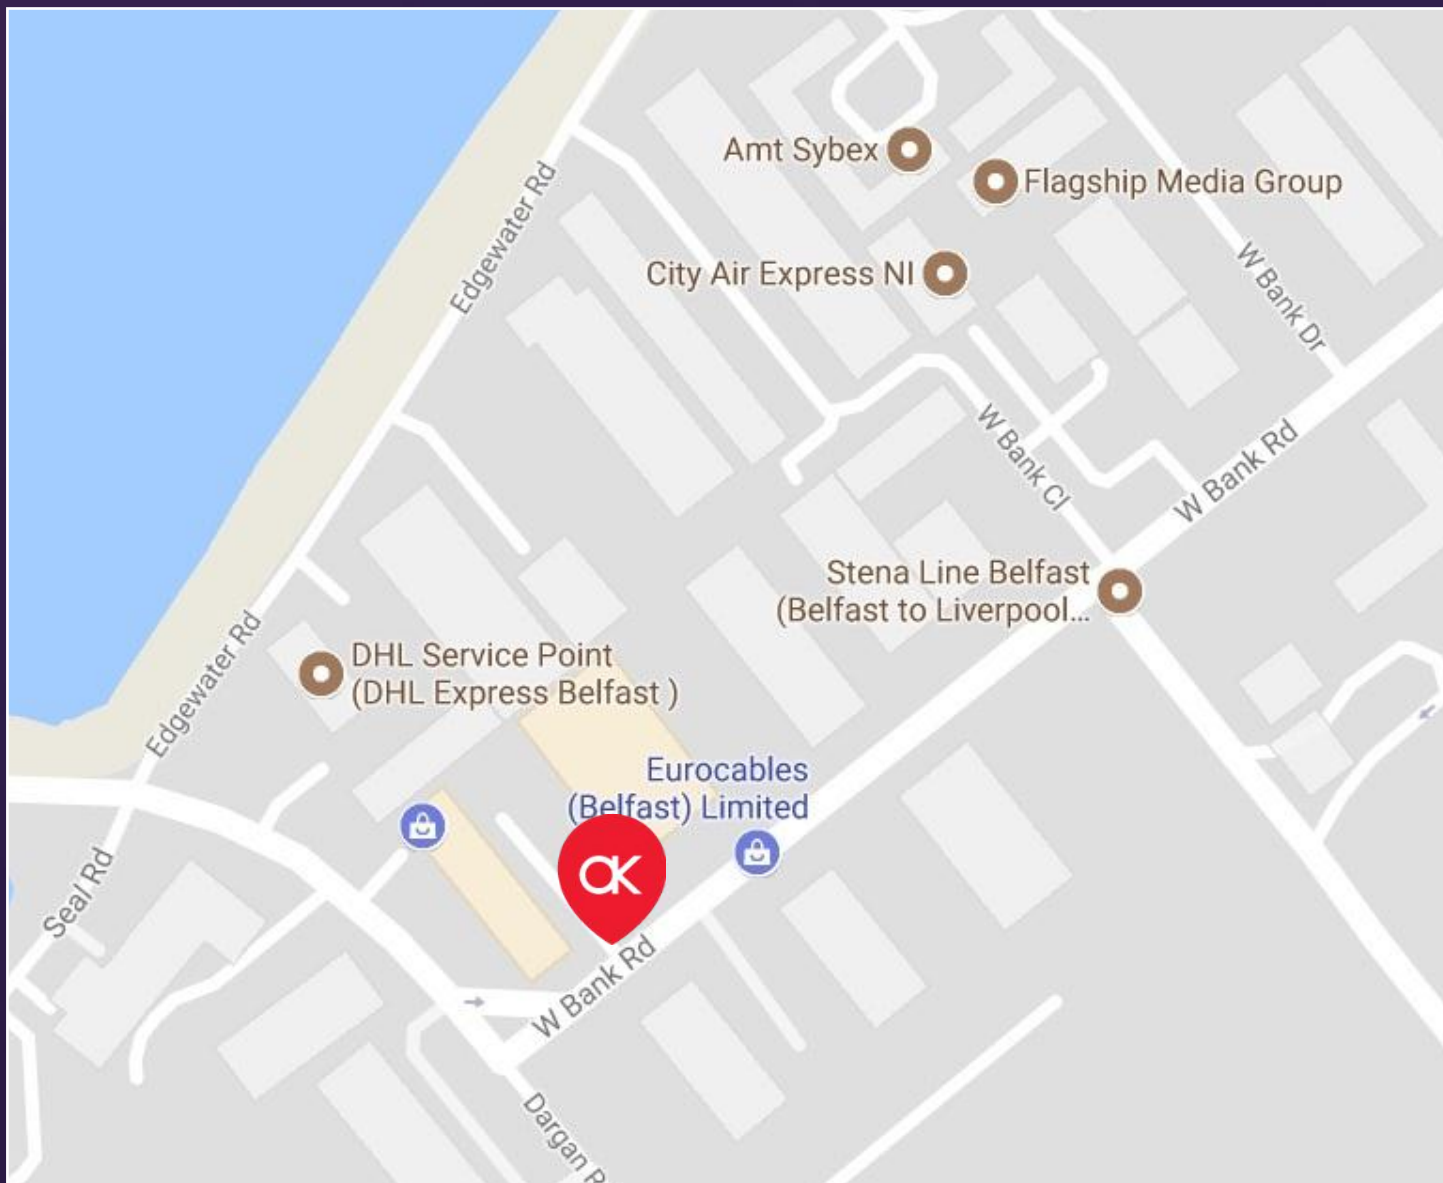 Amt Sybex
Flagship Media Group
Edgewater Rd
City Air Express NI
W Bank Dr
W Bank Cl
W Bank Rd
Stena Line Belfast
(Belfast to Liverpool...
Edgewater Rd
DHL Service Point
(DHL Express Belfast )
Eurocables
(Belfast) Limited
Seal Rd
W Bank Rd
Dargan R